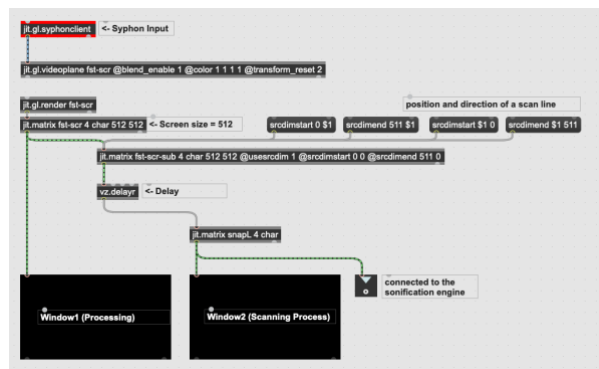 jit.gl.syphonclient
<- Syphon Input
jit.gl.videoplane fst-scr @blend_enable 1 @color 1 1 1 1 @transform_reset 2
jit.gl.render fst-scr
position and direction of a scan line
jit.matrix fst-scr 4 char 512 512
<- Screen size = 512
srcdimstart 0 $1
srcdimend 511 $1
srcdimstart $1 0
srcdimend $1 511
jit.matrix fst-scr-sub 4 char 512 512 @usesrcdim 1 @srcdimstart 0 0 @srcdimend 511 0
vz.delayr
<- Delay
jit.matrix snapL 4 char
connected to the
sonification engine
o
Window1 (Processing)
Window2 (Scanning Process)